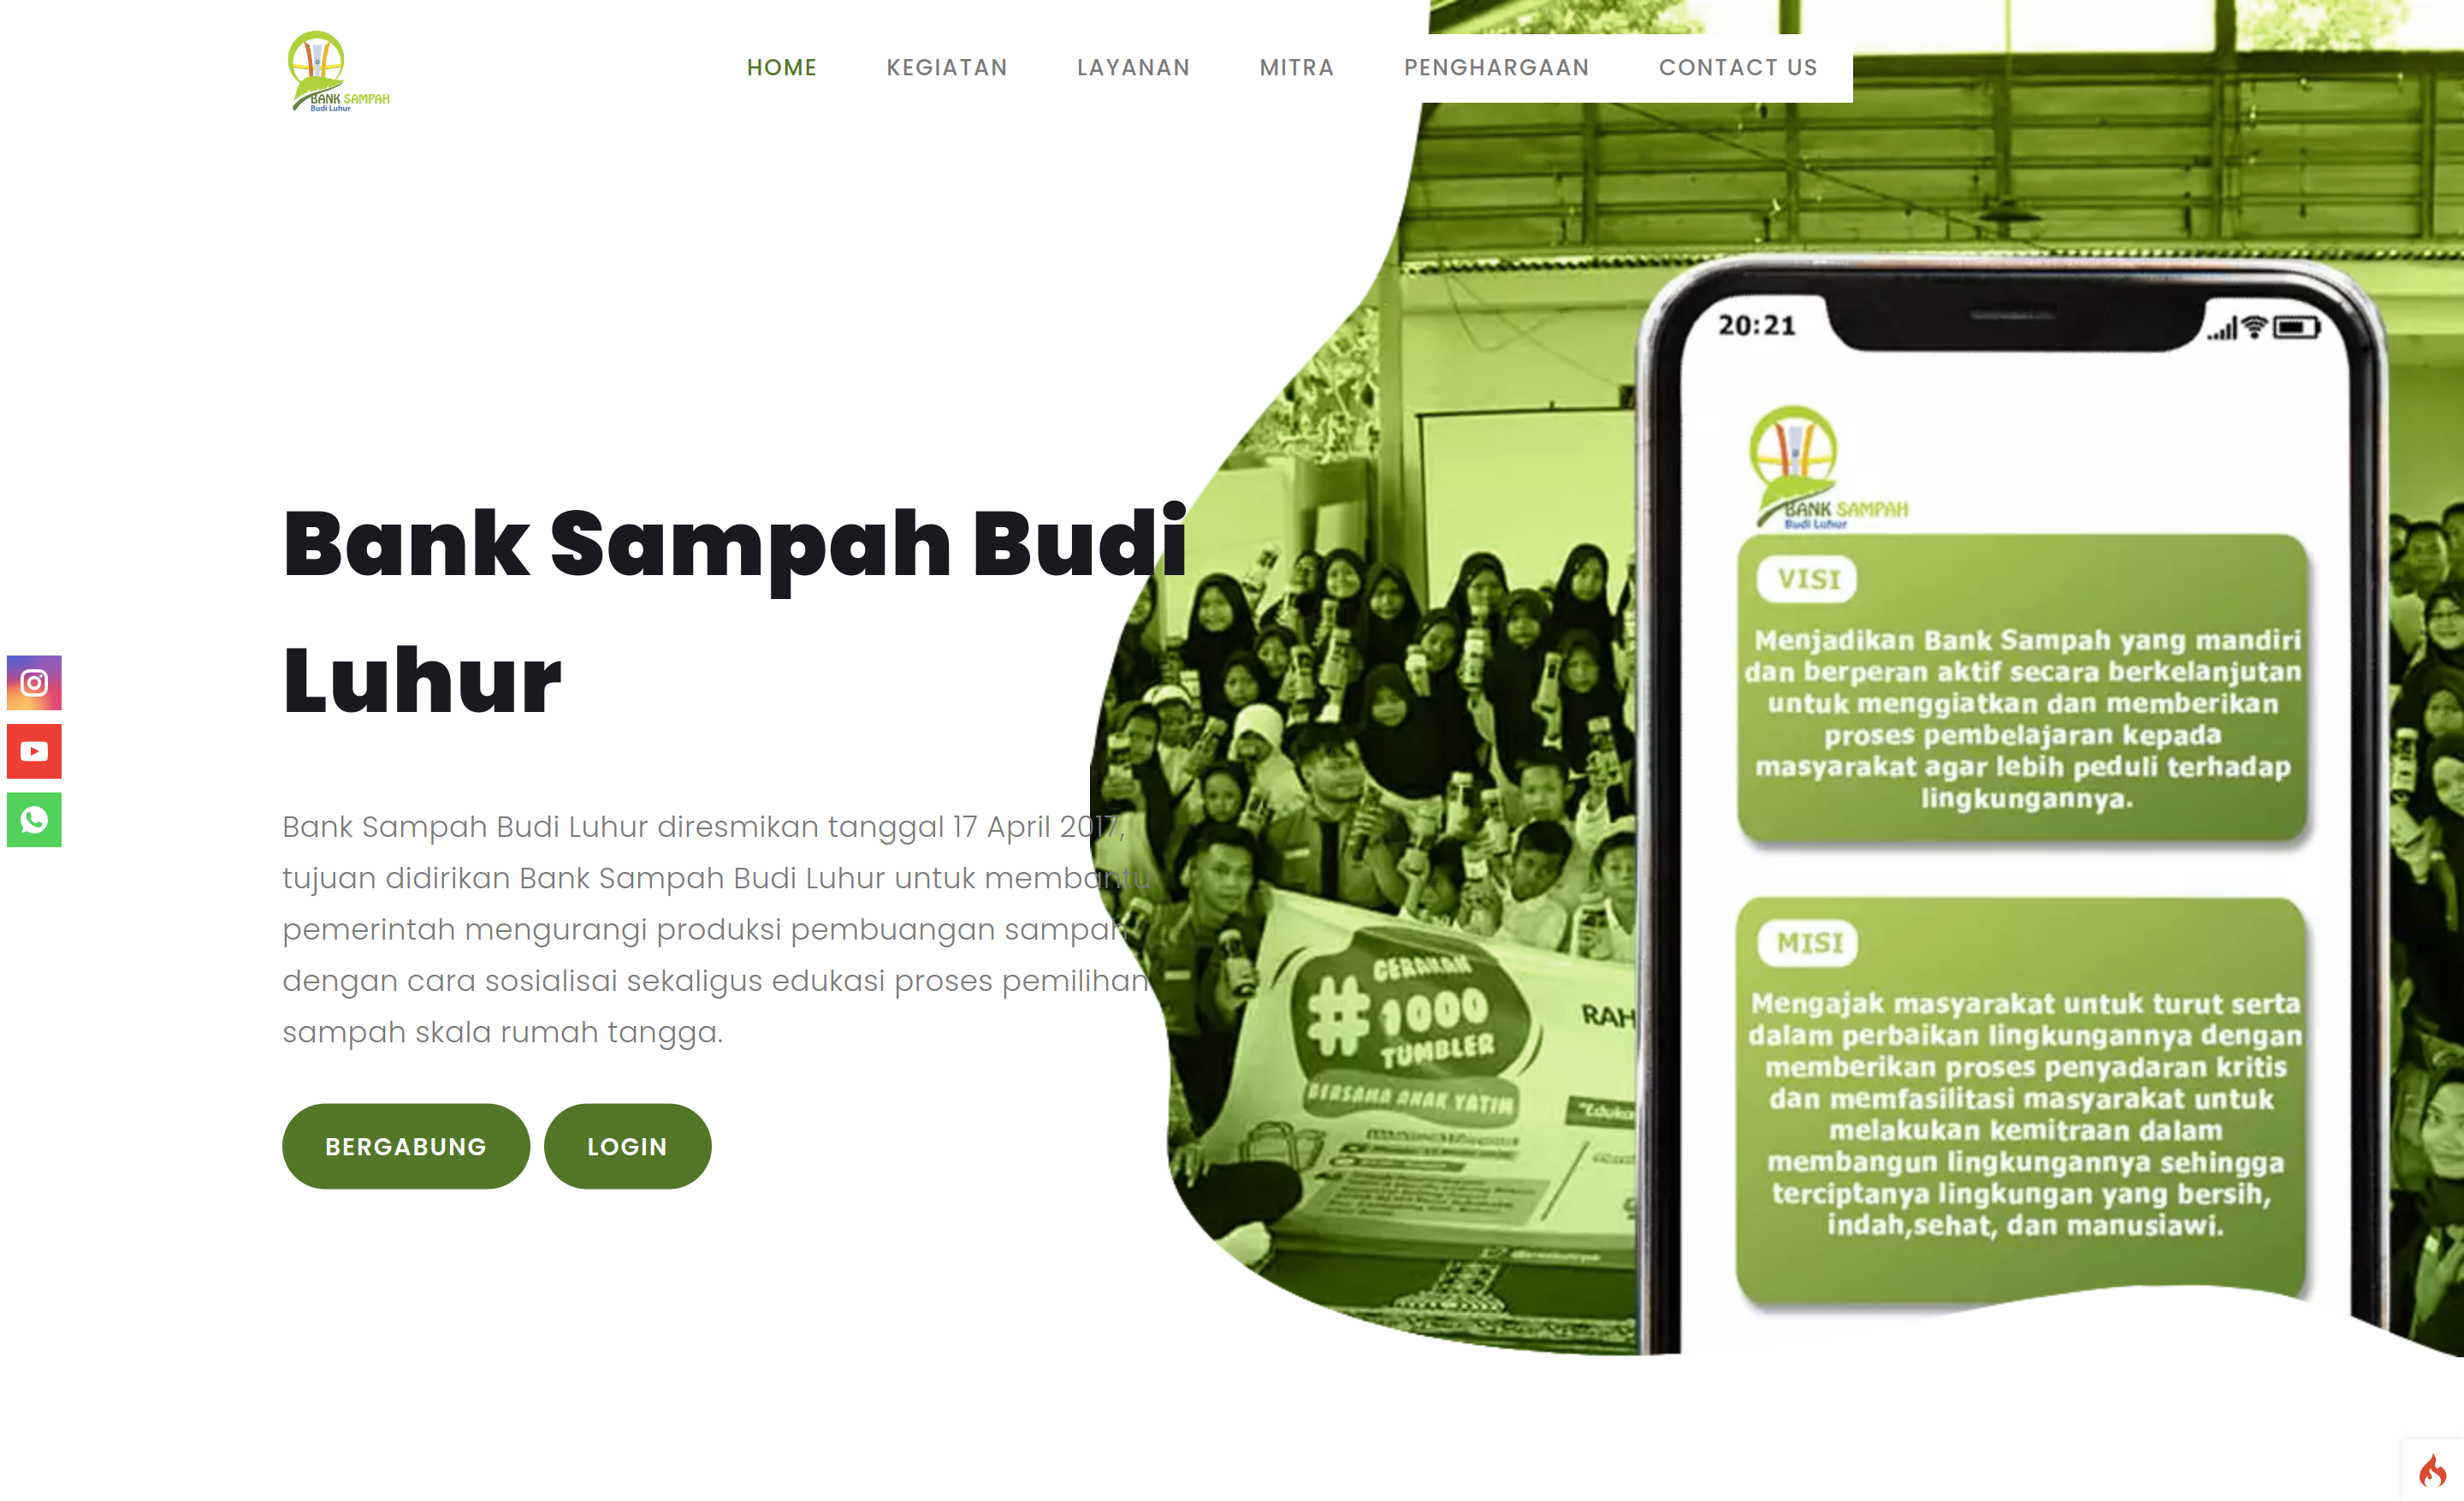 BANK SAMPAH
Budi Luhur
HOME
KEGIATAN
LAYANAN
MITRA
PENGHARGAAN
CONTACT US
Bank Sampah Budi
Luhur
Bank Sampah Budi Luhur diresmikan tanggal 17 April 2017,
tujuan didirikan Bank Sampah Budi Luhur untuk membantu
pemerintah mengurangi produksi pembuangan sampah
dengan cara sosialisai sekaligus edukasi proses pemilihan
sampah skala rumah tangga.
BERGABUNG
LOGIN
GERAKAN
#1000
TUMBLER
BERSAMA ANAK YATIM
RAH
"Eduka
20:21
BANK SAMPAH
Budi Luhur
VISI
Menjadikan Bank Sampah yang mandiri
dan berperan aktif secara berkelanjutan
untuk menggiatkan dan memberikan
proses pembelajaran kepada
masyarakat agar lebih peduli terhadap
lingkungannya.
MISI
Mengajak masyarakat untuk turut serta
dalam perbaikan lingkungannya dengan
memberikan proses penyadaran kritis
dan memfasilitasi masyarakat untuk
melakukan kemitraan dalam
membangun lingkungannya sehingga
terciptanya lingkungan yang bersih,
indah,sehat, dan manusiawi.